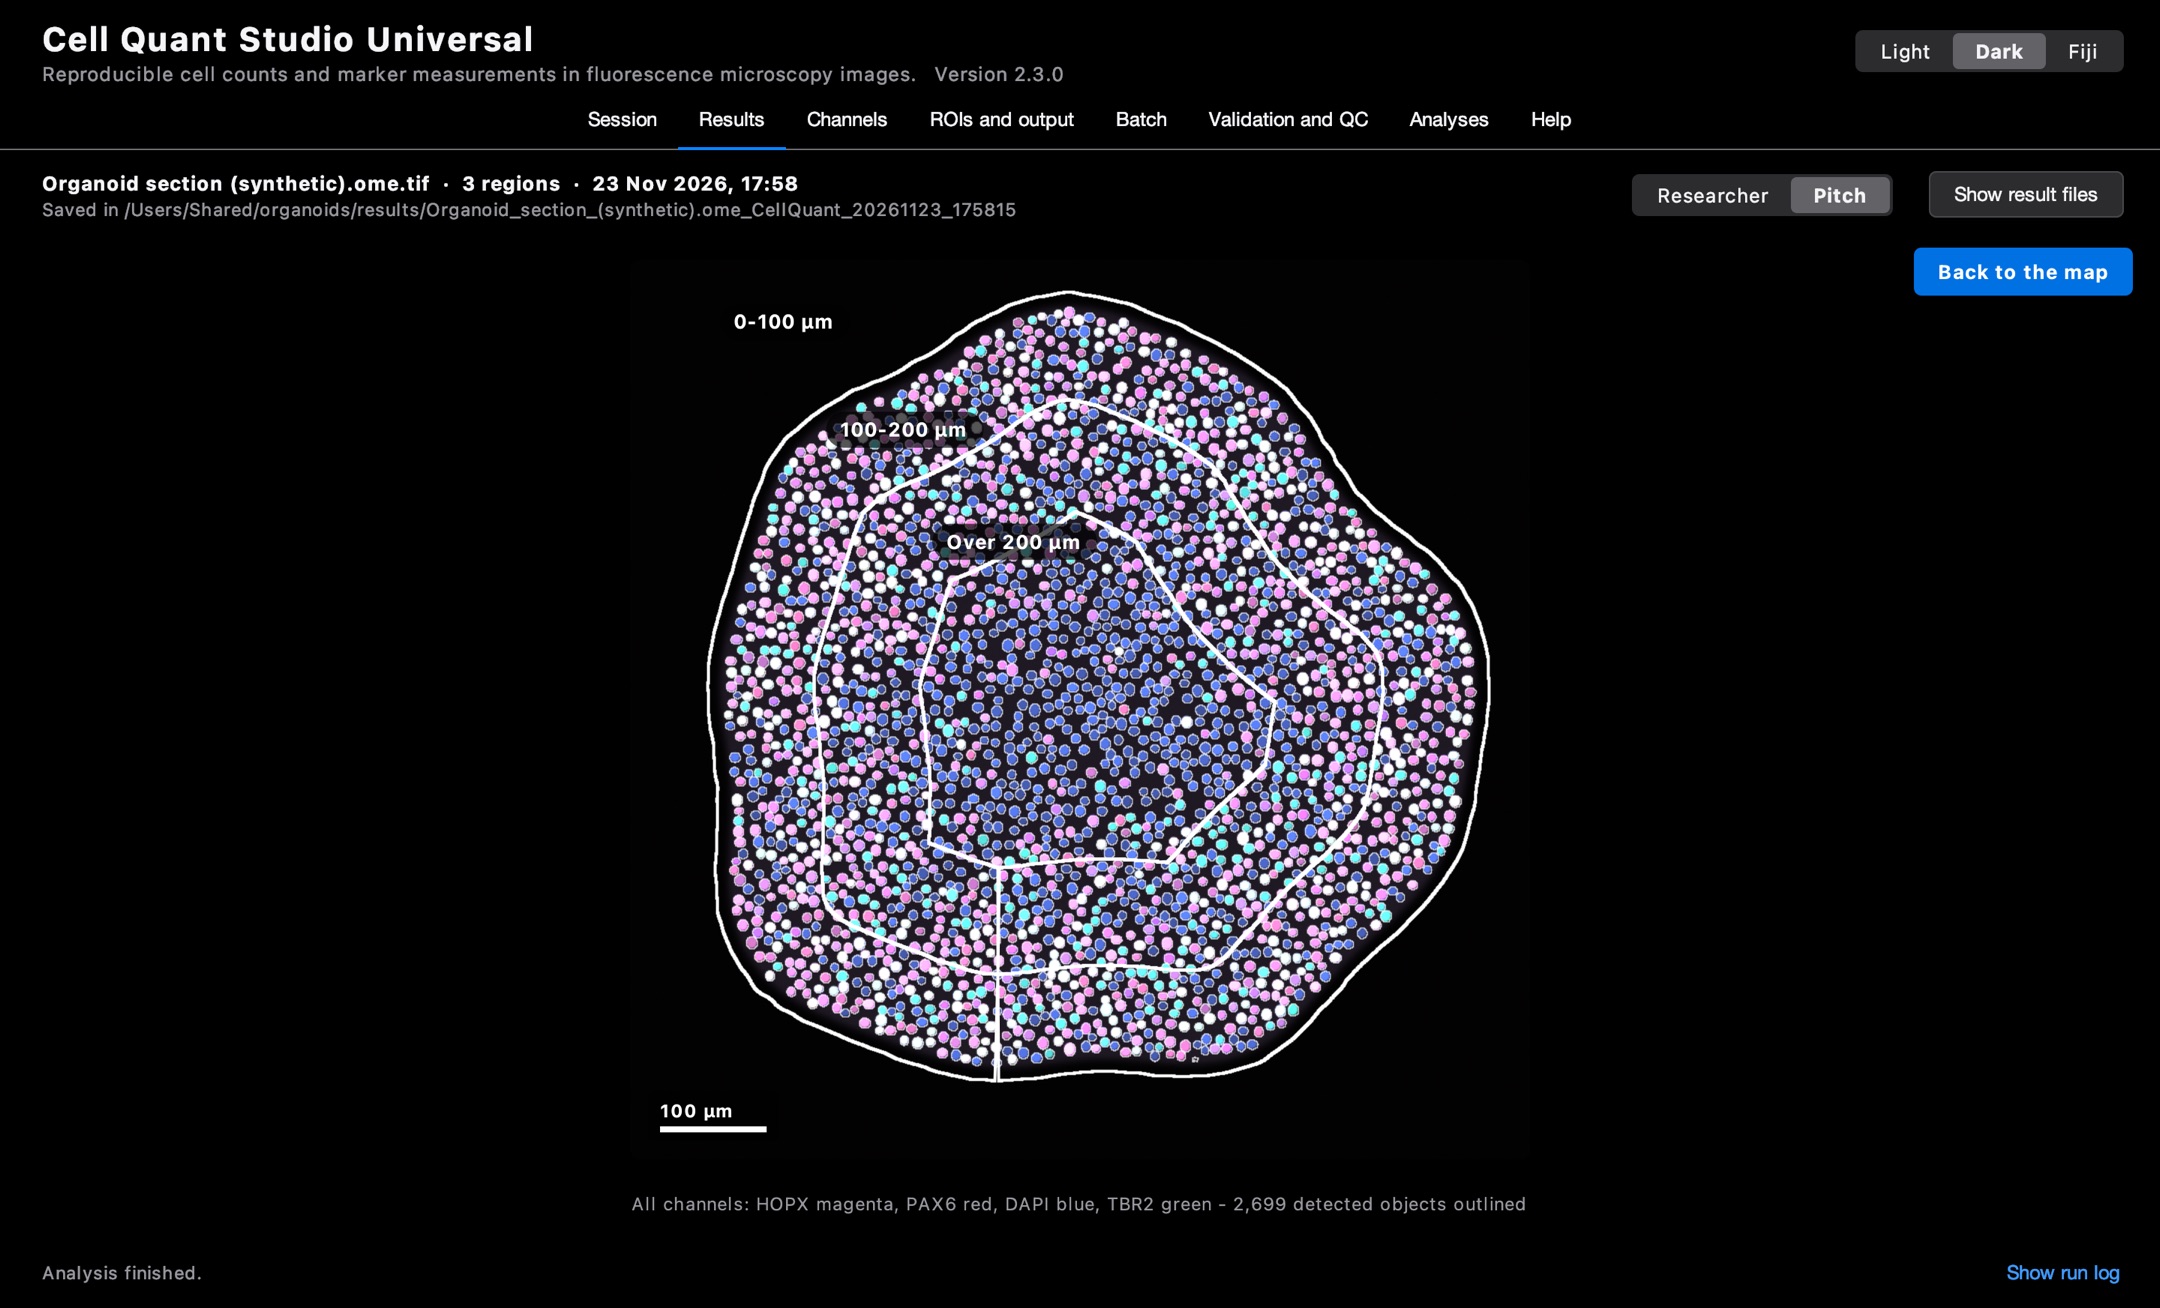 Cell Quant Studio Universal
Reproducible cell counts and marker measurements in fluorescence microscopy images. Version 2.3.0
Light Dark Fiji
Session Results Channels ROIs and output Batch Validation and QC Analyses Help
Organoid section (synthetic).ome.tif · 3 regions · 23 Nov 2026, 17:58
Saved in /Users/Shared/organoids/results/Organoid_section_(synthetic).ome_CellQuant_20261123_175815
Researcher Pitch
Show result files
Back to the map
0-100 µm
100-200 µm
Over 200 µm
100 µm
All channels: HOPX magenta, PAX6 red, DAPI blue, TBR2 green - 2,699 detected objects outlined
Analysis finished.
Show run log